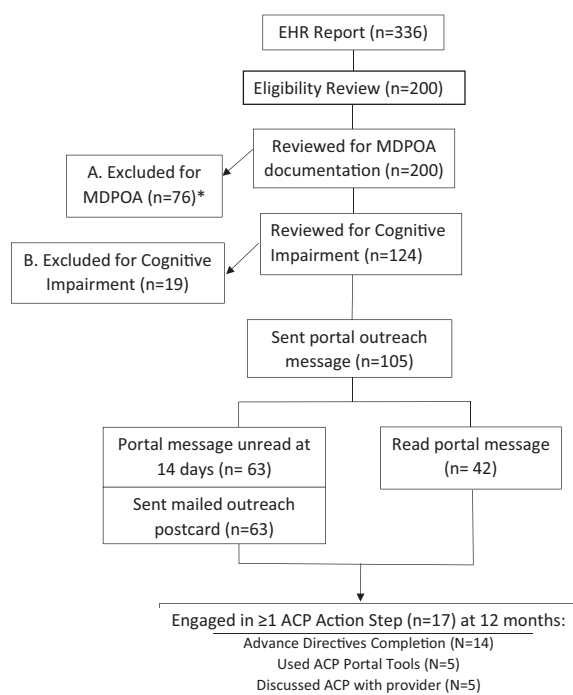 EHR Report (n=336)
Eligibility Review (n=200)
Reviewed for MDPOA
documentation (n=200)
A. Excluded for
MDPOA (n=76)*
Reviewed for Cognitive
Impairment (n=124)
B. Excluded for Cognitive
Impairment (n=19)
Sent portal outreach
message (n=105)
Portal message unread at
14 days (n= 63)
Sent mailed outreach
postcard (n=63)
Read portal message
(n= 42)
Engaged in ≥1 ACP Action Step (n=17) at 12 months:
Advance Directives Completion (N=14)
Used ACP Portal Tools (N=5)
Discussed ACP with provider (N=5)